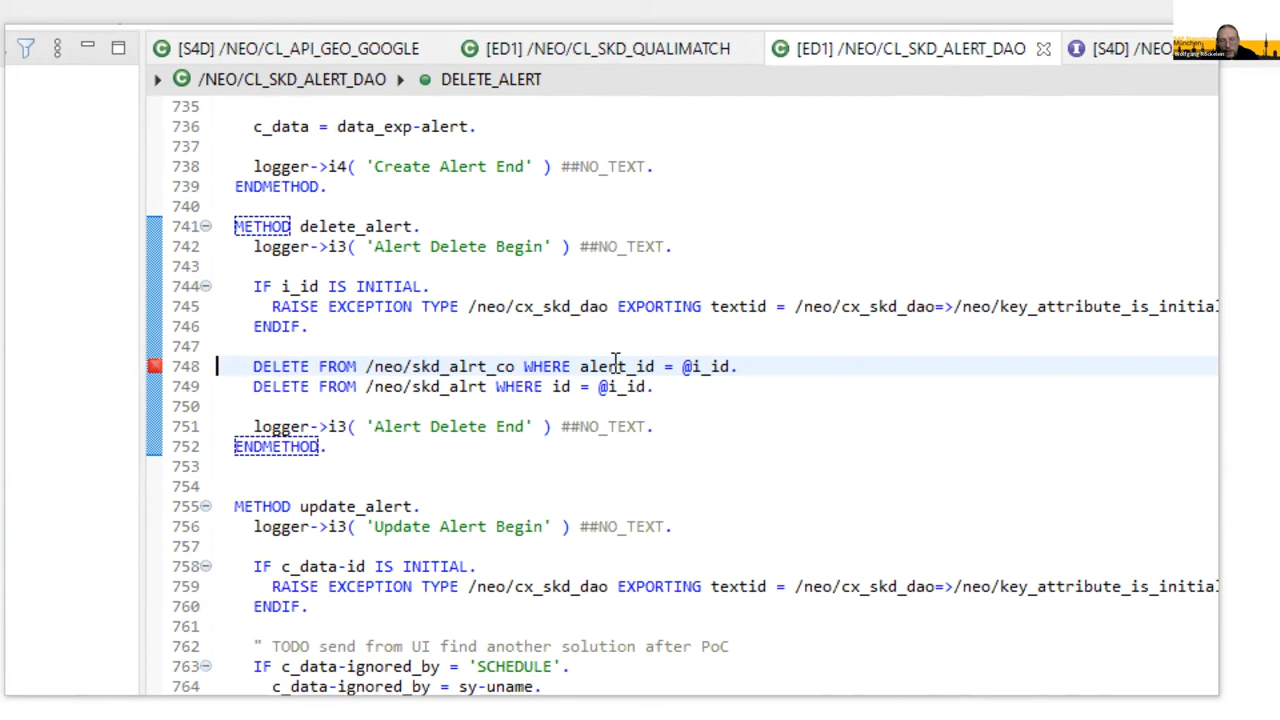 [S4D] /NEO/CL_API_GEO_GOOGLE
[ED1] /NEO/CL_SKD_QUALIMATCH
[ED1] /NEO/CL_SKD_ALERT_DAO
[S4D] /NEO
München
Wolfgang Röckelein
/NEO/CL_SKD_ALERT_DAO
DELETE_ALERT
735
736 c_data = data_exp-alert.
737
738 logger->i4( 'Create Alert End' ) ##NO_TEXT.
739 ENDMETHOD.
740
741 METHOD delete_alert.
742 logger->i3( 'Alert Delete Begin' ) ##NO_TEXT.
743
744 IF i_id IS INITIAL.
745 RAISE EXCEPTION TYPE /neo/cx_skd_dao EXPORTING textid = /neo/cx_skd_dao=>/neo/key_attribute_is_initial
746 ENDIF.
747
748 DELETE FROM /neo/skd_alrt_co WHERE alert_id = @i_id.
749 DELETE FROM /neo/skd_alrt WHERE id = @i_id.
750
751 logger->i3( 'Alert Delete End' ) ##NO_TEXT.
752 ENDMETHOD.
753
754
755 METHOD update_alert.
756 logger->i3( 'Update Alert Begin' ) ##NO_TEXT.
757
758 IF c_data-id IS INITIAL.
759 RAISE EXCEPTION TYPE /neo/cx_skd_dao EXPORTING textid = /neo/cx_skd_dao=>/neo/key_attribute_is_initial
760 ENDIF.
761
762 " TODO send from UI find another solution after PoC
763 IF c_data-ignored_by = 'SCHEDULE'.
764 c_data-ignored_by = sy-uname.